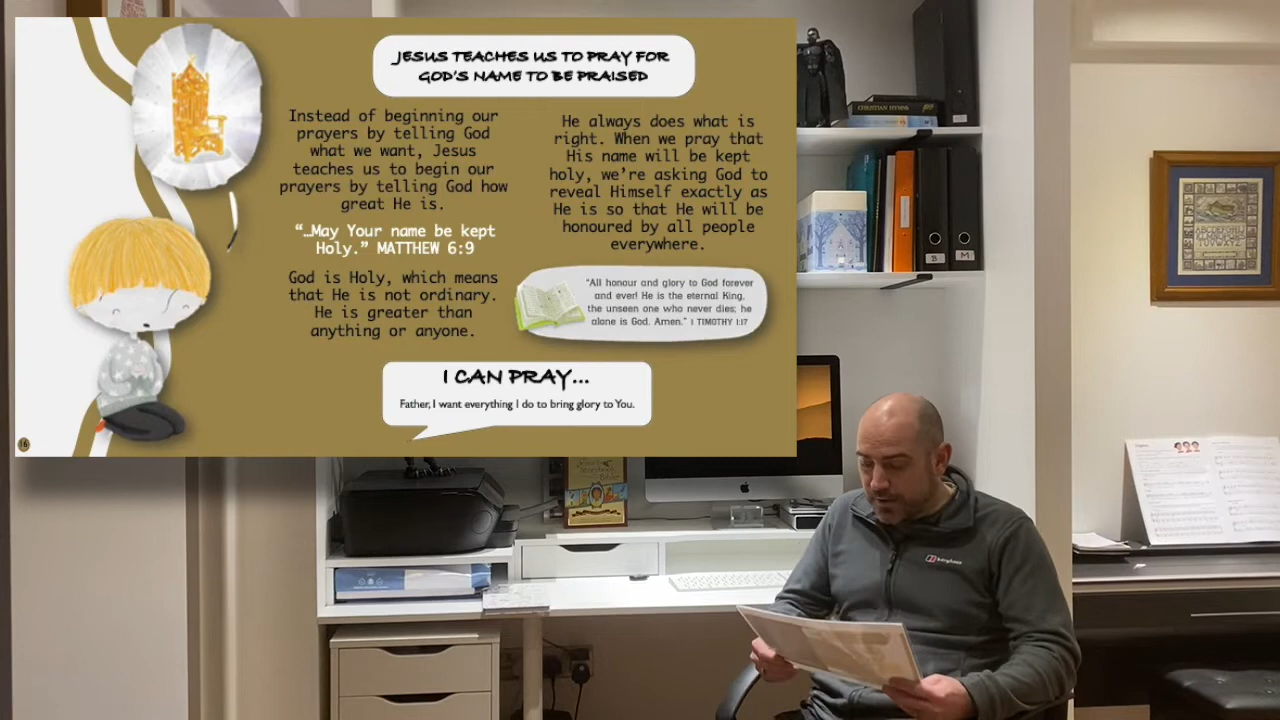 JESUS TEACHES US TO PRAY FOR
GOD'S NAME TO BE PRAISED
Instead of beginning our
prayers by telling God
what we want, Jesus
teaches us to begin our
prayers by telling God how
great He is.
“…May Your name be kept
Holy.” MATTHEW 6:9
God is Holy, which means
that He is not ordinary.
He is greater than
anything or anyone.
He always does what is
right. When we pray that
His name will be kept
holy, we're asking God to
reveal Himself exactly as
He is so that He will be
honoured by all people
everywhere.
“All honour and glory to God forever
and ever! He is the eternal King,
the unseen one who never dies; he
alone is God. Amen.” 1 TIMOTHY 1:17
I CAN PRAY...
Father, I want everything I do to bring glory to You.
16
CHRISTIAN HYMNS
B
M